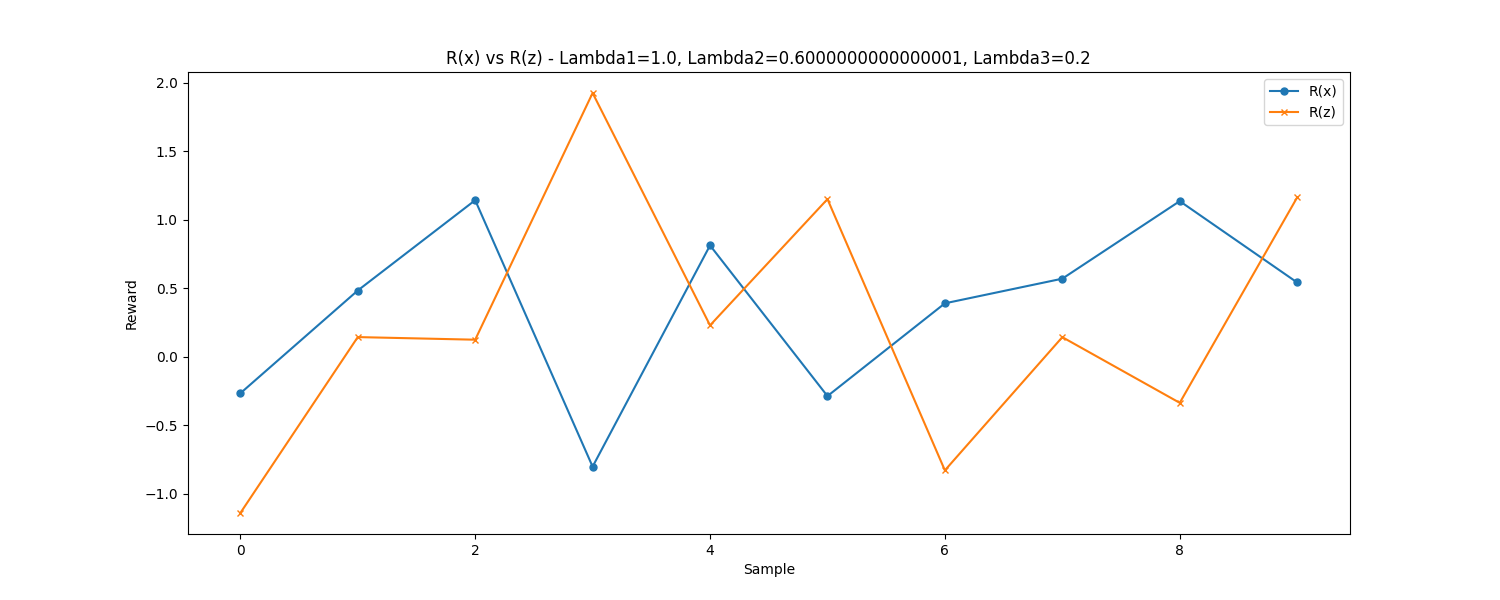 R(x) vs R(z) - Lambda1=1.0, Lambda2=0.6000000000000001, Lambda3=0.2
R(x)
R(z)
2.0
1.5
1.0
0.5
0.0
−0.5
−1.0
Reward
0 2 4 6 8
Sample